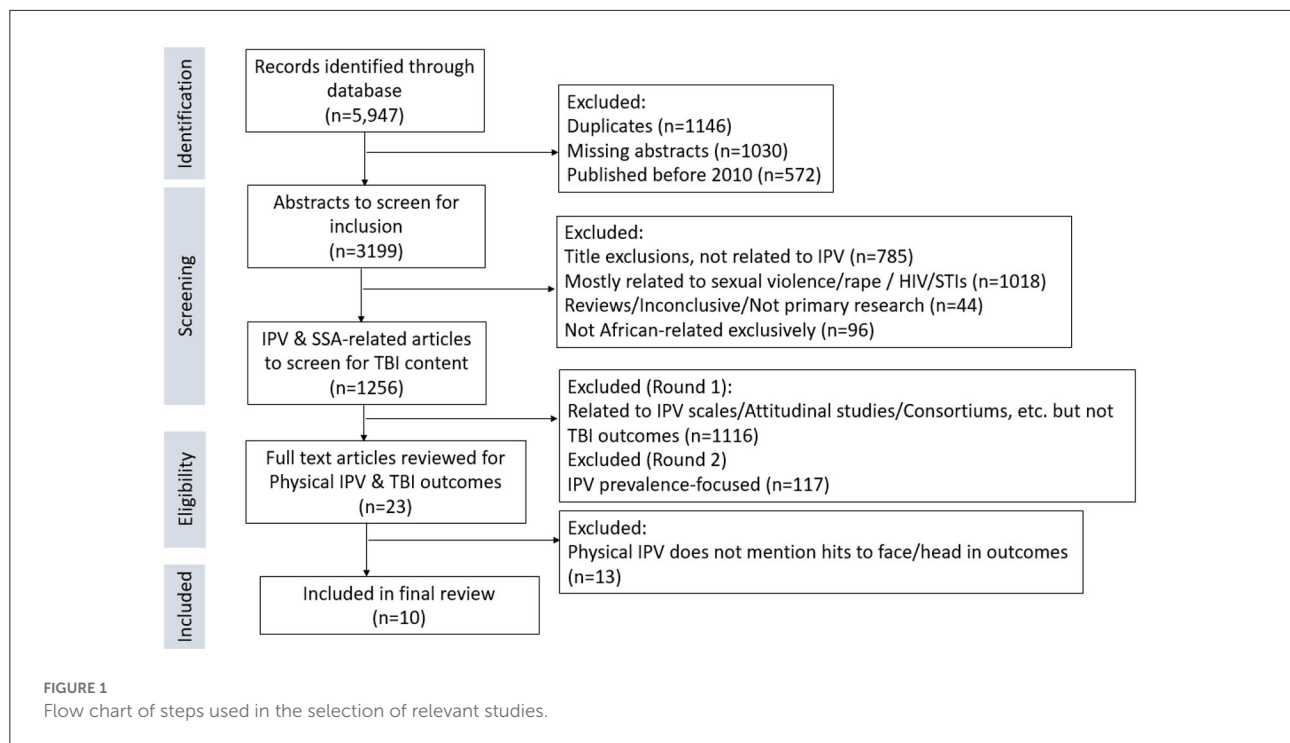 Identification
Records identified through
database
(n=5,947)
Excluded:
Duplicates (n=1146)
Missing abstracts (n=1030)
Published before 2010 (n=572)
Screening
Abstracts to screen for
inclusion
(n=3199)
Excluded:
Title exclusions, not related to IPV (n=785)
Mostly related to sexual violence/rape / HIV/STIs (n=1018)
Reviews/Inconclusive/Not primary research (n=44)
Not African-related exclusively (n=96)
IPV & SSA-related articles
to screen for TBI content
(n=1256)
Excluded (Round 1):
Related to IPV scales/Attitudinal studies/Consortiums, etc. but not
TBI outcomes (n=1116)
Excluded (Round 2)
IPV prevalence-focused (n=117)
Eligibility
Full text articles reviewed for
Physical IPV & TBI outcomes
(n=23)
Excluded:
Physical IPV does not mention hits to face/head in outcomes
(n=13)
Included
Included in final review
(n=10)
FIGURE 1
Flow chart of steps used in the selection of relevant studies.